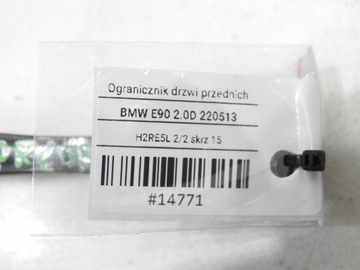 Ogranicznik drzwi przednich
BMW E90 2.0D 220513
H2RE5L 2/2 skrz 15
#14771